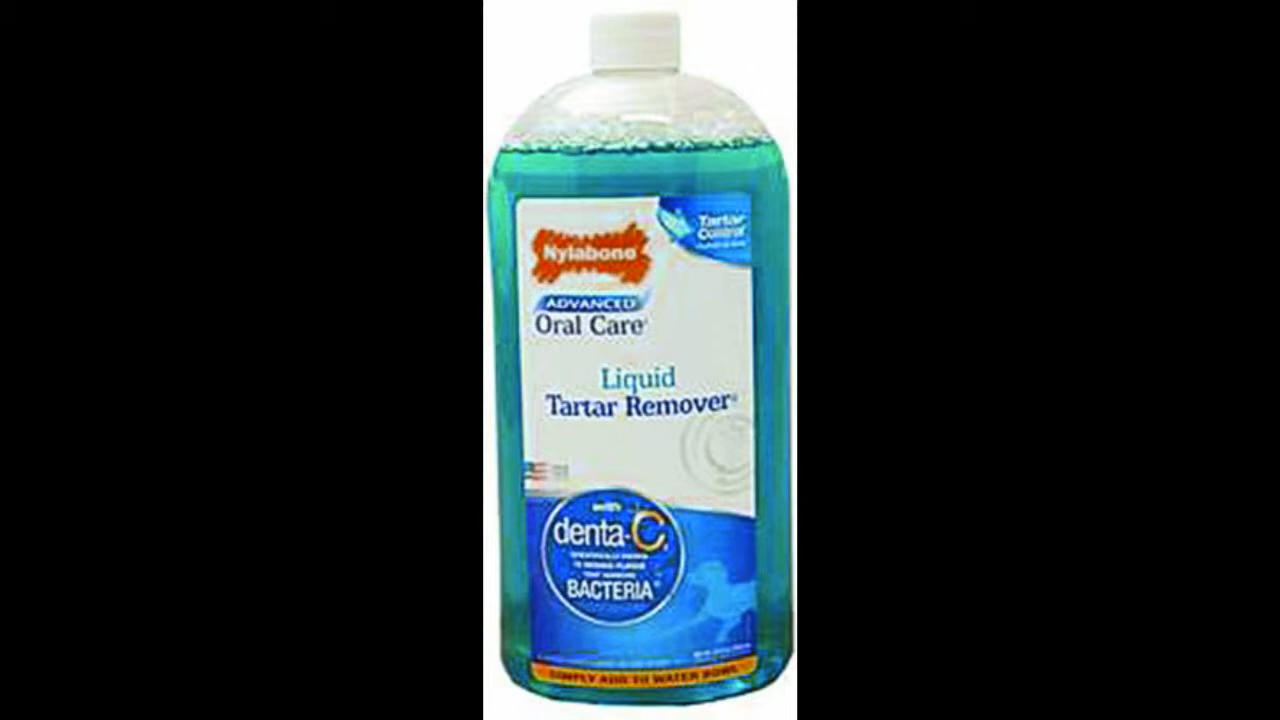 Nylabone
Tartar
Control
ADVANCED
Oral Care
Liquid
Tartar Remover
with
denta-C
BACTERIA
SIMPLY ADD TO WATER BOWL